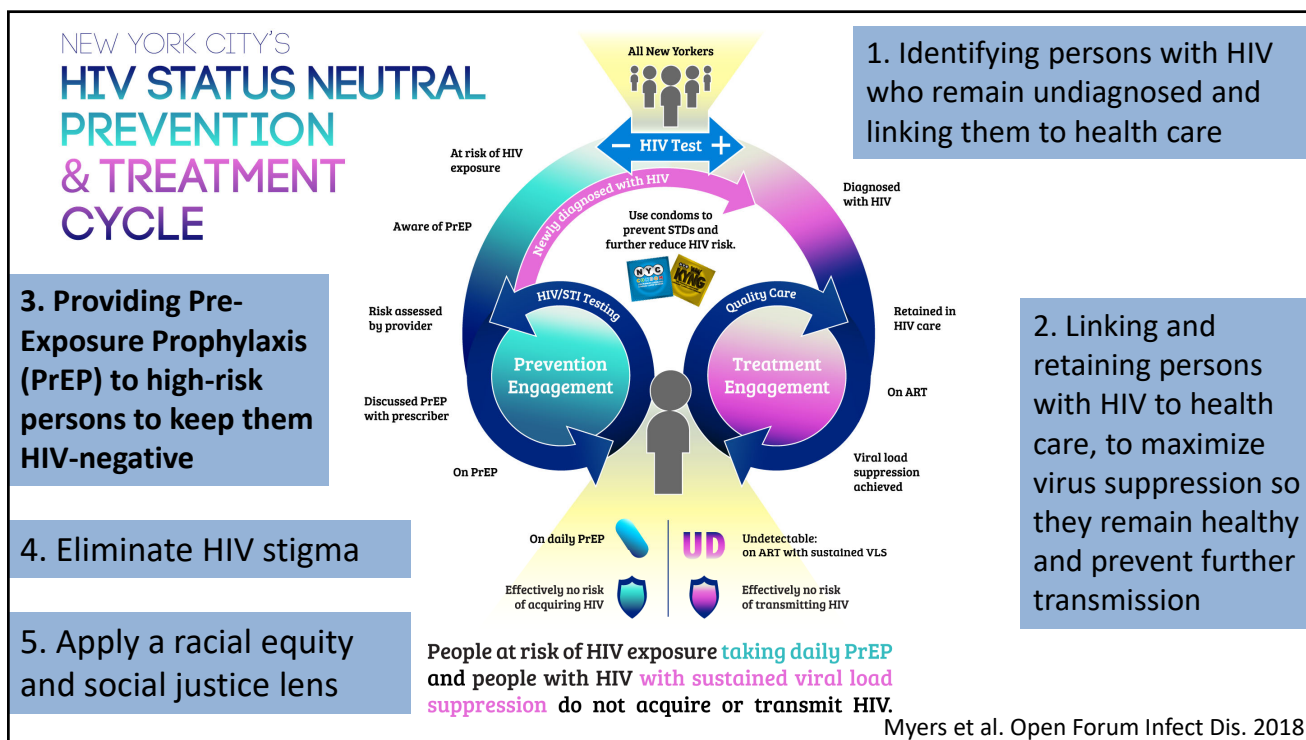 NEW YORK CITY'S
HIV STATUS NEUTRAL
PREVENTION
& TREATMENT
CYCLE
1. Identifying persons with HIV
who remain undiagnosed and
linking them to health care
All New Yorkers
− HIV Test +
At risk of HIV
exposure
Aware of PrEP
Risk assessed
by provider
Discussed PrEP
with prescriber
On PrEP
Newly diagnosed with HIV
Use condoms to
prevent STDs and
further reduce HIV risk.
NYC
KYNG
HIV/STI Testing
Prevention
Engagement
Quality Care
Treatment
Engagement
Diagnosed
with HIV
Retained in
HIV care
On ART
Viral load
suppression
achieved
3. Providing Pre-
Exposure Prophylaxis
(PrEP) to high-risk
persons to keep them
HIV-negative
2. Linking and
retaining persons
with HIV to health
care, to maximize
virus suppression so
they remain healthy
and prevent further
transmission
4. Eliminate HIV stigma
5. Apply a racial equity
and social justice lens
On daily PrEP
UD
Undetectable:
on ART with sustained VLS
Effectively no risk
of acquiring HIV
Effectively no risk
of transmitting HIV
People at risk of HIV exposure taking daily PrEP
and people with HIV with sustained viral load
suppression do not acquire or transmit HIV.
Myers et al. Open Forum Infect Dis. 2018